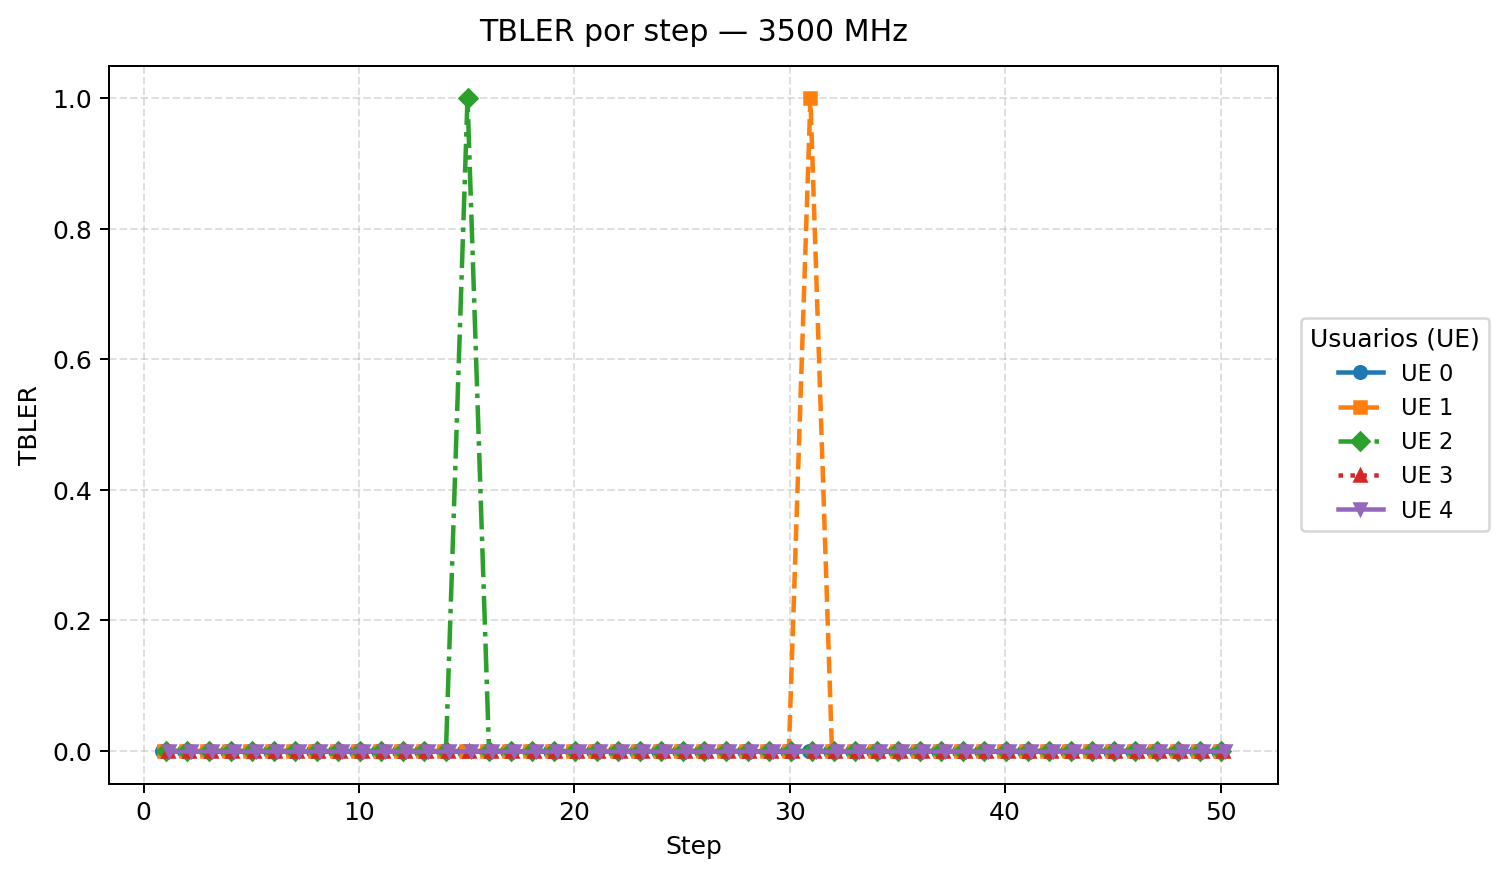 TBLER por step — 3500 MHz
1.0
0.8
0.6
0.4
0.2
0.0
TBLER
0 10 20 30 40 50
Step
Usuarios (UE)
UE 0
UE 1
UE 2
UE 3
UE 4